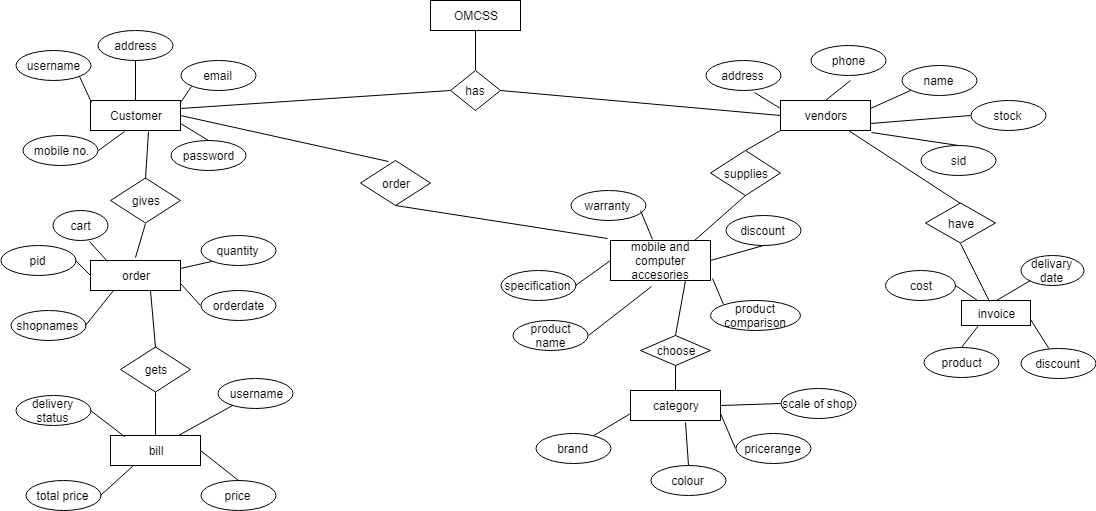 OMCSS
address
phone
username
email
address
name
has
Customer
vendors
stock
mobile no.
password
sid
supplies
order
gives
warranty
cart
have
discount
quantity
mobile and
computer
accesories
pid
order
delivary
date
specification
cost
orderdate
product
comparison
invoice
shopnames
product
name
choose
product
discount
gets
username
delivery
status
category
scale of shop
brand
pricerange
bill
colour
total price
price